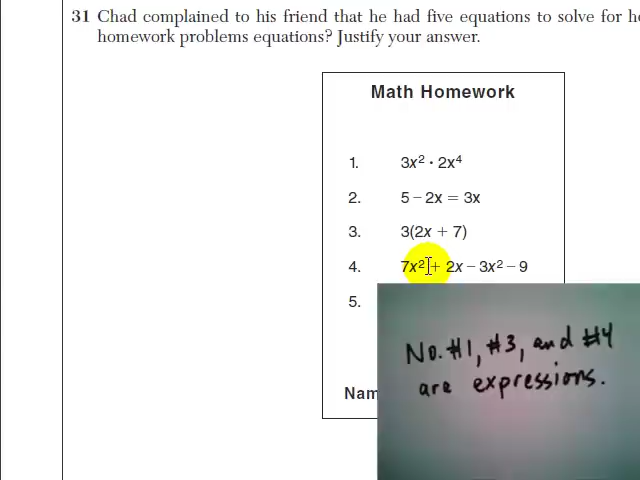 31 Chad complained to his friend that he had five equations to solve for
homework problems equations? Justify your answer.
Math Homework
1. 3x² · 2x⁴
2. 5 – 2x = 3x
3. 3(2x + 7)
4. 7x² + 2x – 3x² – 9
5.
No. #1, #3, and #4
are expressions.
Nam